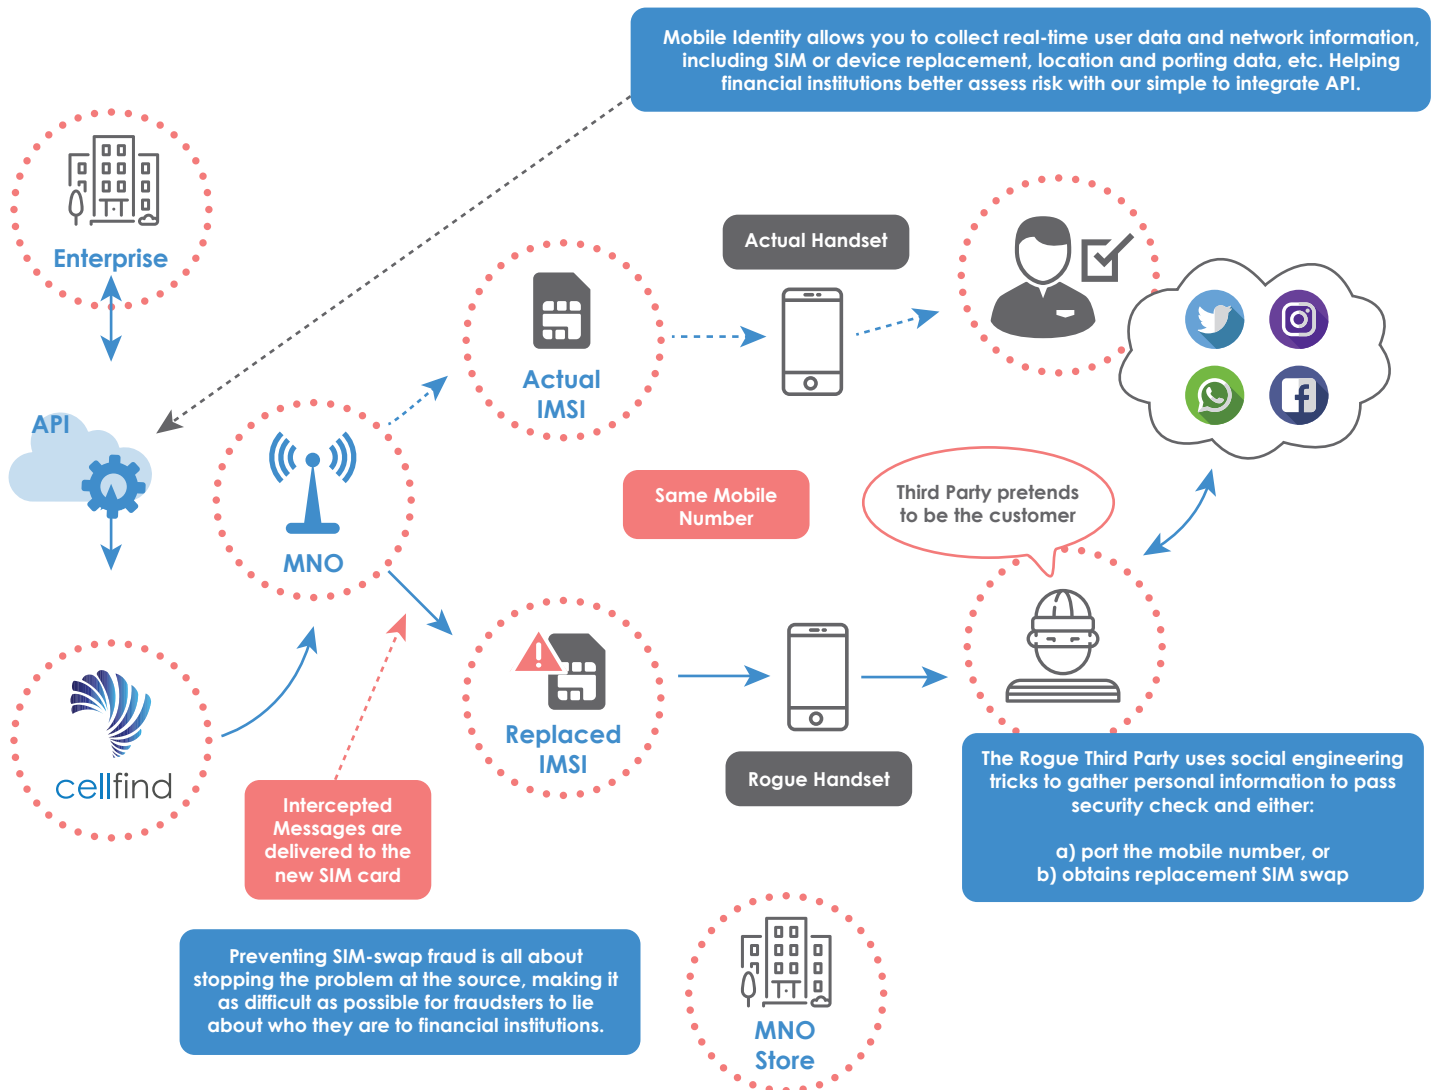 Mobile Identity allows you to collect real-time user data and network information,
including SIM or device replacement, location and porting data, etc. Helping
financial institutions better assess risk with our simple to integrate API.
Enterprise
Actual Handset
Actual
IMSI
API
MNO
Same Mobile
Number
Third Party pretends
to be the customer
Replaced
IMSI
cellfind
Rogue Handset
Intercepted
Messages are
delivered to the
new SIM card
The Rogue Third Party uses social engineering
tricks to gather personal information to pass
security check and either:
a) port the mobile number, or
b) obtains replacement SIM swap
Preventing SIM-swap fraud is all about
stopping the problem at the source, making it
as difficult as possible for fraudsters to lie
about who they are to financial institutions.
MNO
Store